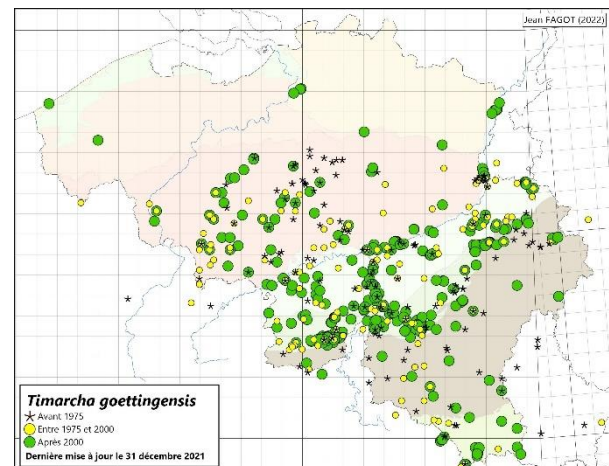 Jean FAGOT (2022)
Timarcha goettingensis
Avant 1975
Entre 1975 et 2000
Après 2000
Dernière mise à jour le 31 décembre 2021